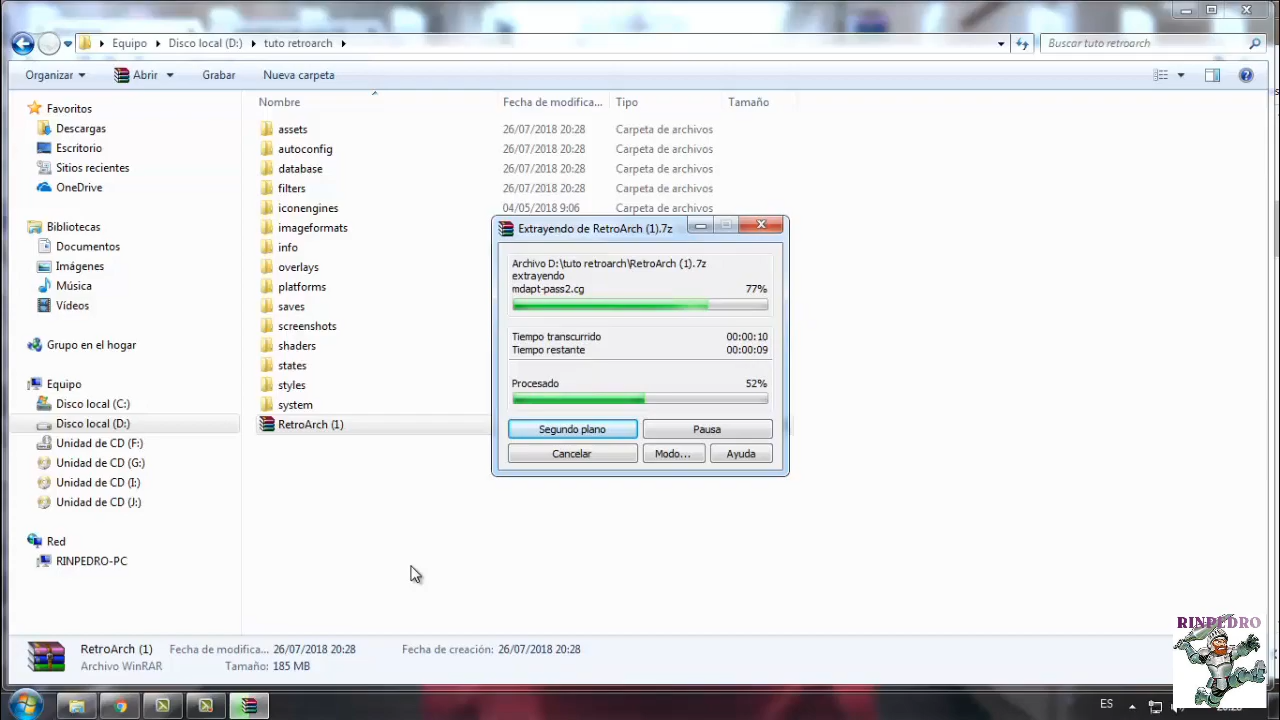 Equipo
Disco local (D:)
tuto retroarch
Buscar tuto retroarch
Organizar
Abrir
Grabar
Nueva carpeta
Favoritos
Descargas
Escritorio
Sitios recientes
OneDrive
Bibliotecas
Documentos
Imágenes
Música
Vídeos
Grupo en el hogar
Equipo
Disco local (C:)
Disco local (D:)
Unidad de CD (F:)
Unidad de CD (G:)
Unidad de CD (I:)
Unidad de CD (J:)
Red
RINPEDRO-PC
Nombre Fecha de modifica... Tipo Tamaño
assets 26/07/2018 20:28 Carpeta de archivos
autoconfig 26/07/2018 20:28 Carpeta de archivos
database 26/07/2018 20:28 Carpeta de archivos
filters 26/07/2018 20:28 Carpeta de archivos
iconengines 04/05/2018 9:06 Carpeta de archivos
imageformats
info
overlays
platforms
saves
screenshots
shaders
states
styles
system
RetroArch (1)
Extrayendo de RetroArch (1).7z
Archivo D:\tuto retroarch\RetroArch (1).7z
extrayendo
mdapt-pass2.cg 77%
Tiempo transcurrido 00:00:10
Tiempo restante 00:00:09
Procesado 52%
Segundo plano Pausa
Cancelar Modo... Ayuda
RetroArch (1) Fecha de modifica... 26/07/2018 20:28 Fecha de creación: 26/07/2018 20:28
Archivo WinRAR Tamaño: 185 MB
RINPEDRO
ES